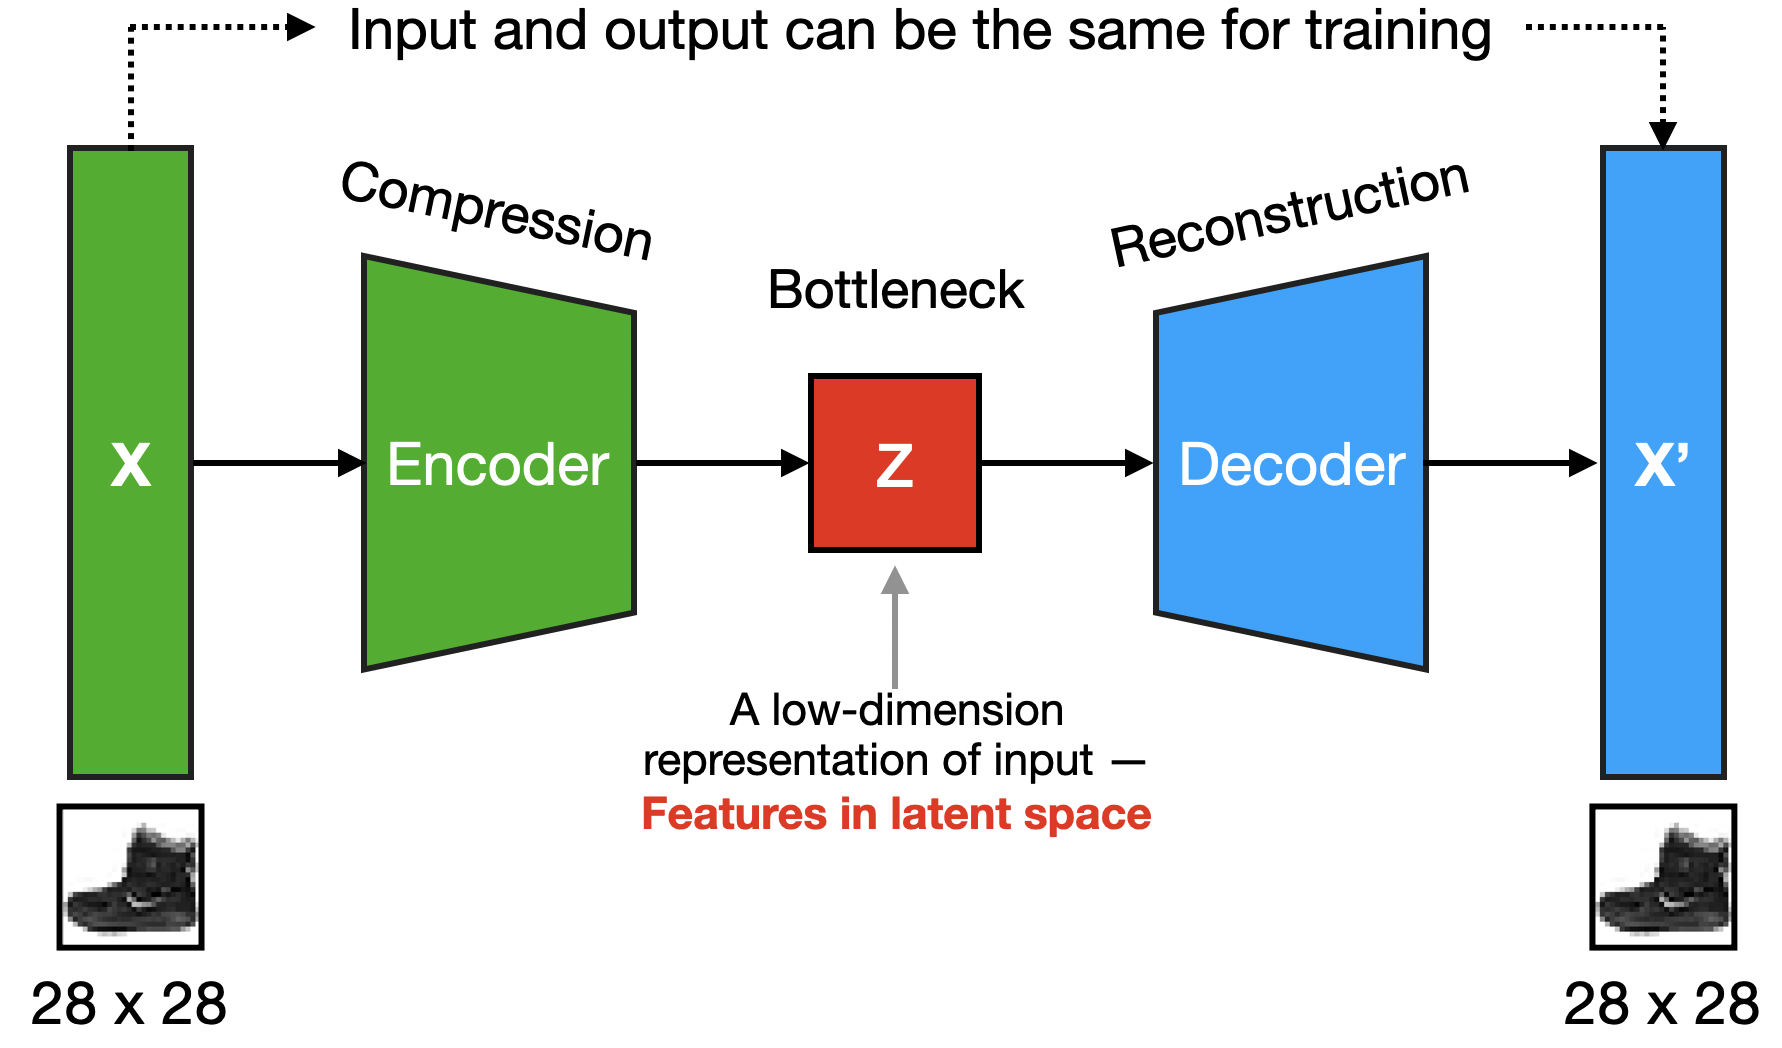 Input and output can be the same for training
Compression
Reconstruction
Bottleneck
X
Encoder
Z
Decoder
X’
A low-dimension
representation of input —
Features in latent space
28 x 28
28 x 28